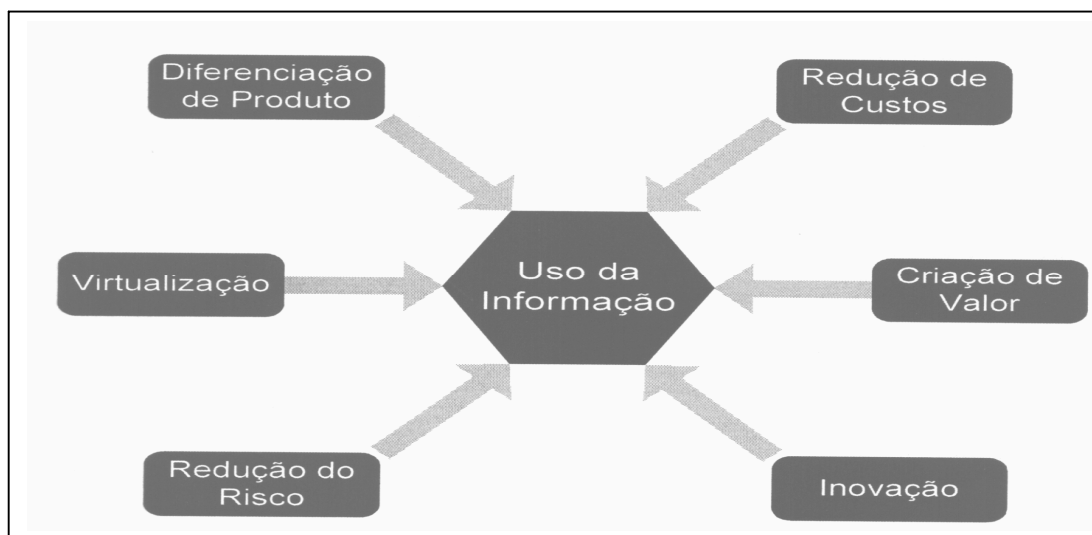 Diferenciação
de Produto
Redução de
Custos
Virtualização
Uso da
Informação
Criação de
Valor
Redução do
Risco
Inovação